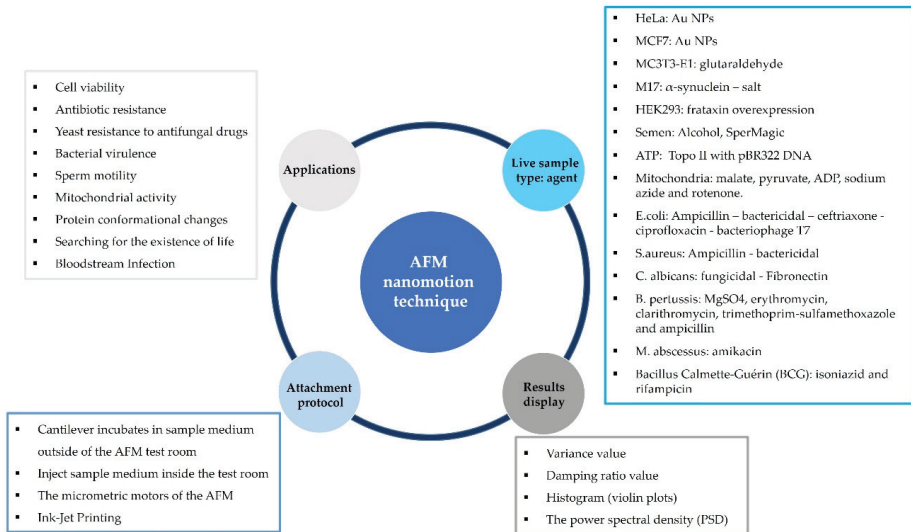 Cell viability
Antibiotic resistance
Yeast resistance to antifungal drugs
Bacterial virulence
Sperm motility
Mitochondrial activity
Protein conformational changes
Searching for the existence of life
Bloodstream Infection
Applications
Live sample
type: agent
HeLa: Au NPs
MCF7: Au NPs
MC3T3-E1: glutaraldehyde
M17: α-synuclein – salt
HEK293: frataxin overexpression
Semen: Alcohol, SperMagic
ATP: Topo II with pBR322 DNA
Mitochondria: malate, pyruvate, ADP, sodium
azide and rotenone.
E.coli: Ampicillin – bactericidal – ceftriaxone -
ciprofloxacin - bacteriophage T7
S.aureus: Ampicillin - bactericidal
C. albicans: fungicidal - Fibronectin
B. pertussis: MgSO4, erythromycin,
clarithromycin, trimethoprim-sulfamethoxazole
and ampicillin
M. abscessus: amikacin
Bacillus Calmette-Guérin (BCG): isoniazid and
rifampicin
AFM
nanomotion
technique
Attachment
protocol
Results
display
Cantilever incubates in sample medium
outside of the AFM test room
Inject sample medium inside the test room
The micrometric motors of the AFM
Ink-Jet Printing
Variance value
Damping ratio value
Histogram (violin plots)
The power spectral density (PSD)